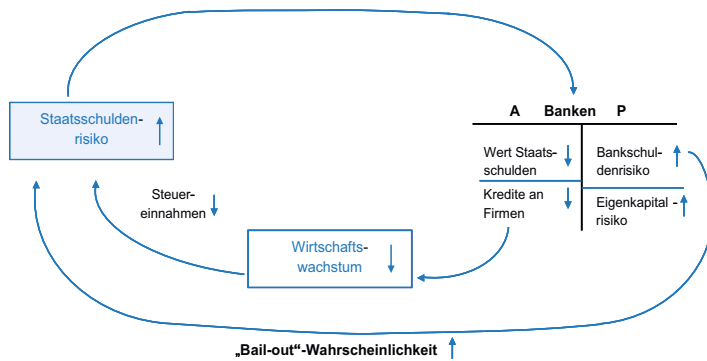 Staatsschulden-
risiko
A Banken P
Wert Staats-
schulden
Bankschul-
denrisiko
Kredite an
Firmen
Eigenkapital -
risiko
Steuer-
einnahmen
Wirtschafts-
wachstum
„Bail-out“-Wahrscheinlichkeit